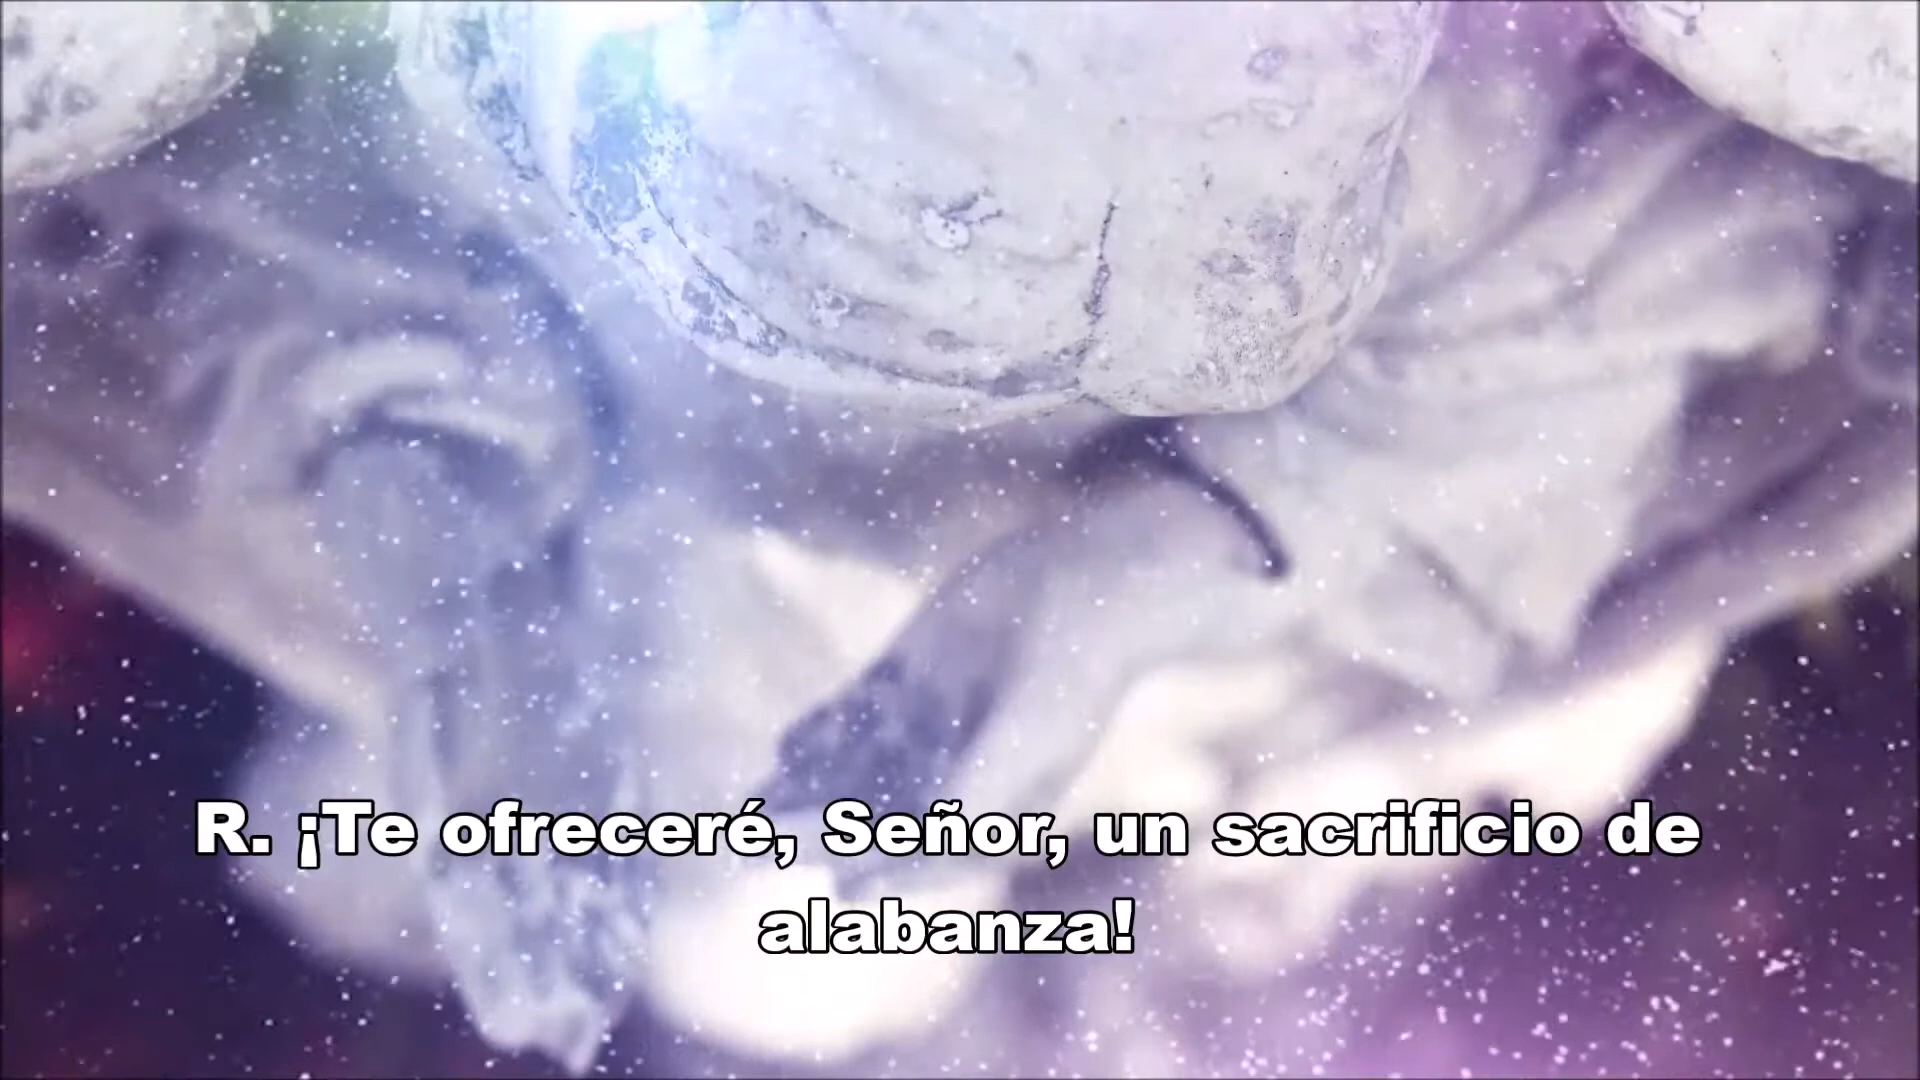 R. ¡Te ofreceré, Señor, un sacrificio de
alabanza!